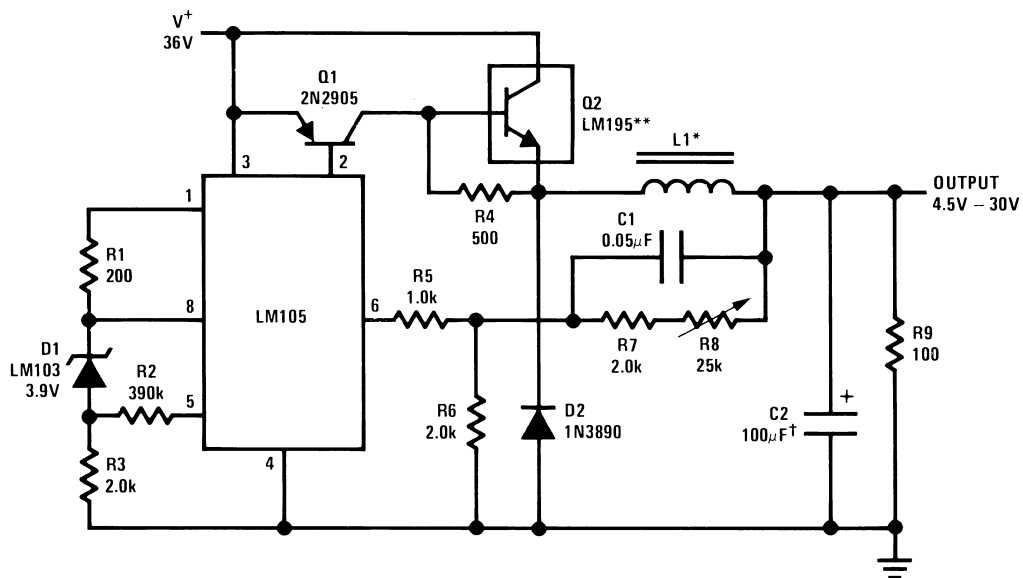 V+
36V
Q1
2N2905
Q2
LM195**
L1*
OUTPUT
4.5V – 30V
3
2
1
R4
500
C1
0.05μF
R1
200
R5
1.0k
8
LM105
6
D1
LM103
3.9V
R2
390k
R7
2.0k
R8
25k
R9
100
5
R6
2.0k
D2
1N3890
+
C2
100μF†
4
R3
2.0k